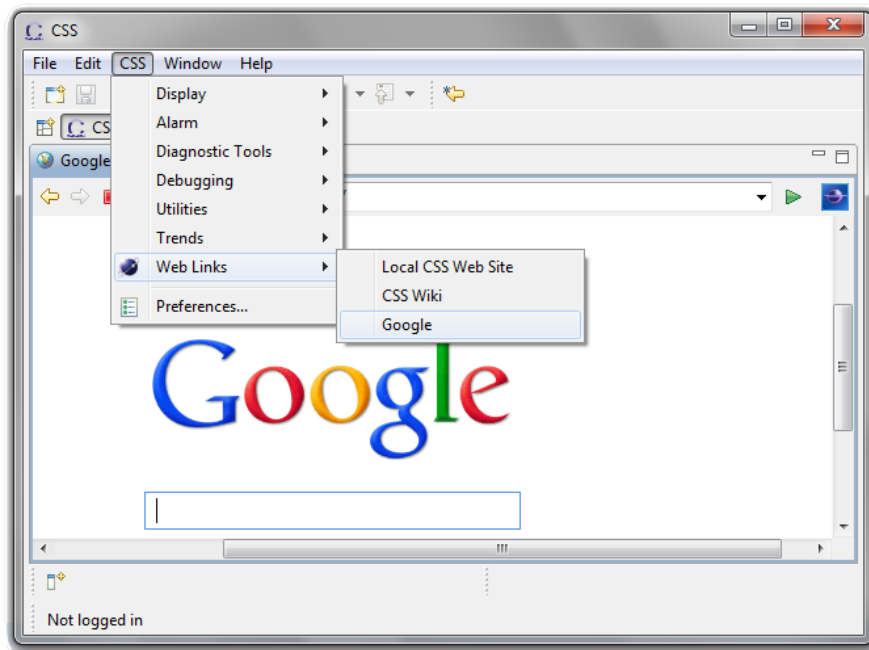 CSS
File Edit CSS Window Help
Display
Alarm
CS
Diagnostic Tools
Google
Debugging
Utilities
Trends
Web Links
Local CSS Web Site
CSS Wiki
Preferences...
Google
Google
Not logged in